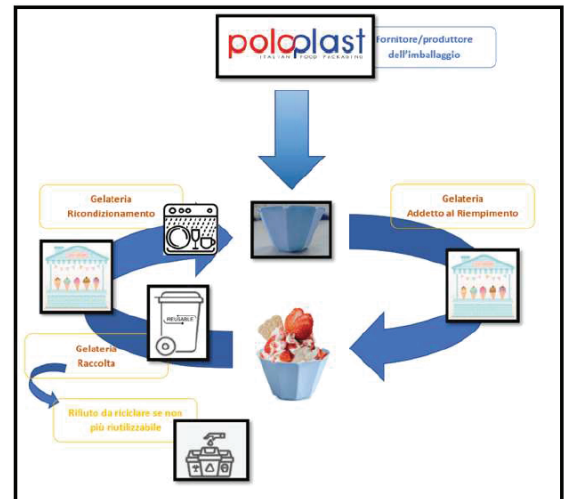 poloplast
ITALIAN FOOD PACKAGING
Fornitore/produttore
dell'imballaggio
Gelateria
Ricondizionamento
Gelateria
Addetto al Riempimento
REUSABLE
Gelateria
Raccolta
Rifiuto da riciclare se non
più riutilizzabile